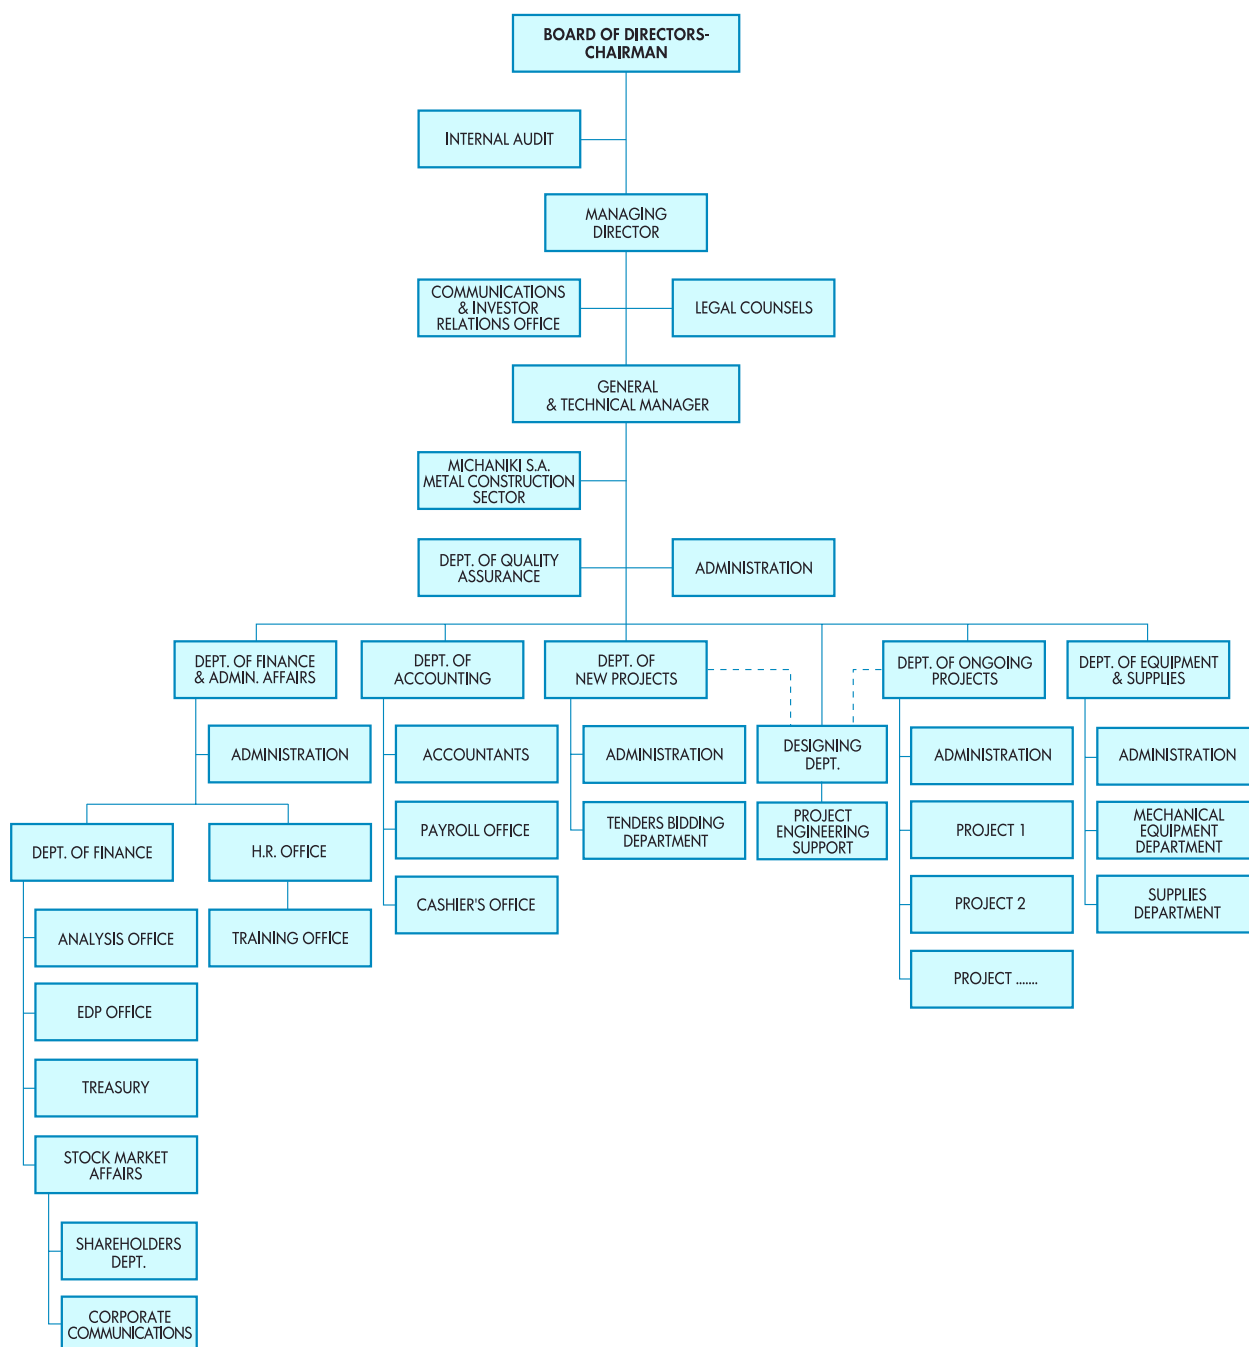 BOARD OF DIRECTORS-
CHAIRMAN
INTERNAL AUDIT
MANAGING
DIRECTOR
COMMUNICATIONS
& INVESTOR
RELATIONS OFFICE
LEGAL COUNSELS
GENERAL
& TECHNICAL MANAGER
MICHANIKI S.A.
METAL CONSTRUCTION
SECTOR
DEPT. OF QUALITY
ASSURANCE
ADMINISTRATION
DEPT. OF FINANCE
& ADMIN. AFFAIRS
DEPT. OF
ACCOUNTING
DEPT. OF
NEW PROJECTS
DEPT. OF ONGOING
PROJECTS
DEPT. OF EQUIPMENT
& SUPPLIES
ADMINISTRATION
ACCOUNTANTS
ADMINISTRATION
DESIGNING
DEPT.
ADMINISTRATION
ADMINISTRATION
DEPT. OF FINANCE
H.R. OFFICE
PAYROLL OFFICE
TENDERS BIDDING
DEPARTMENT
PROJECT
ENGINEERING
SUPPORT
PROJECT 1
MECHANICAL
EQUIPMENT
DEPARTMENT
CASHIER'S OFFICE
PROJECT 2
SUPPLIES
DEPARTMENT
ANALYSIS OFFICE
TRAINING OFFICE
PROJECT .......
EDP OFFICE
TREASURY
STOCK MARKET
AFFAIRS
SHAREHOLDERS
DEPT.
CORPORATE
COMMUNICATIONS